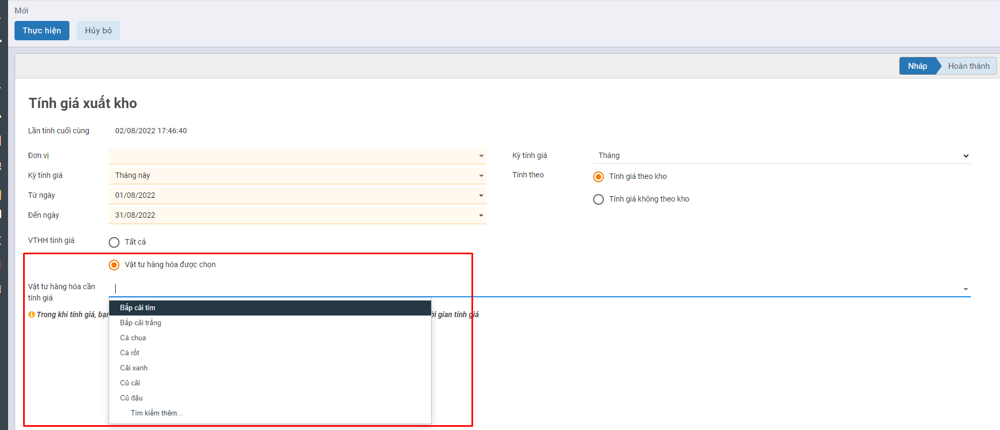 Mới
Thực hiện Hủy bỏ
Nháp Hoàn thành
Tính giá xuất kho
Lần tính cuối cùng 02/08/2022 17:46:40
Đơn vị Kỳ tính giá Tháng
Kỳ tính giá Tháng này Tính theo Tính giá theo kho
Từ ngày 01/08/2022 Tính giá không theo kho
Đến ngày 31/08/2022
VTHH tính giá Tất cả
Vật tư hàng hóa được chọn
Vật tư hàng hóa cần
tính giá
Trong khi tính giá, bạn gian tính giá
Bắp cải tím
Bắp cải trắng
Cà chua
Cà rốt
Cải xanh
Củ cải
Củ đậu
Tìm kiếm thêm...